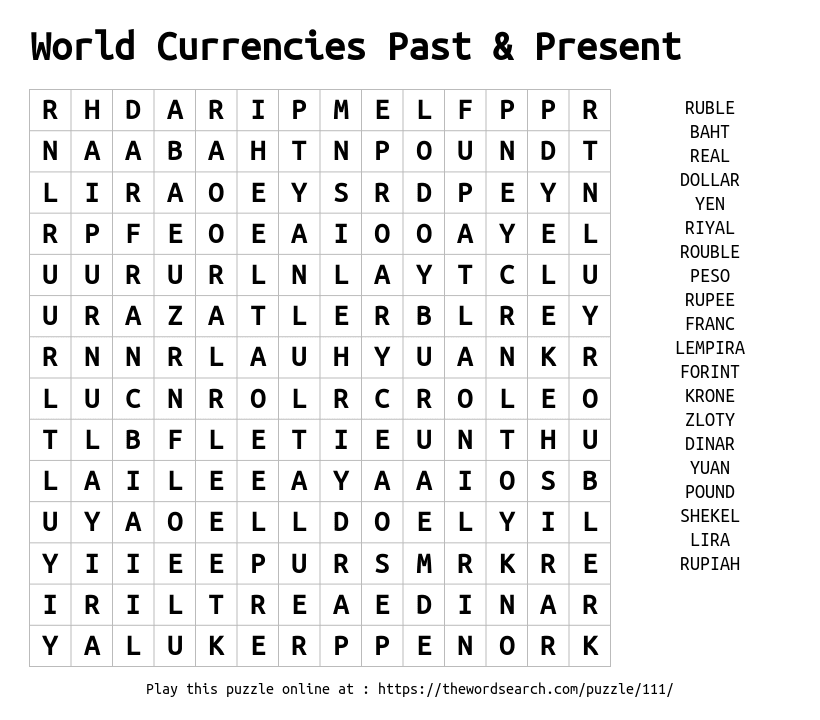 World Currencies Past & Present
R H D A R I P M E L F P P R
N A A B A H T N P O U N D T
L I R A O E Y S R D P E Y N
R P F E O E A I O O A Y E L
U U R U R L N L A Y T C L U
U R A Z A T L E R B L R E Y
R N N R L A U H Y U A N K R
L U C N R O L R C R O L E O
T L B F L E T I E U N T H U
L A I L E E A Y A A I O S B
U Y A O E L L D O E L Y I L
Y I I E E P U R S M R K R E
I R I L T R E A E D I N A R
Y A L U K E R P P E N O R K
RUBLE
BAHT
REAL
DOLLAR
YEN
RIYAL
ROUBLE
PESO
RUPEE
FRANC
LEMPIRA
FORINT
KRONE
ZLOTY
DINAR
YUAN
POUND
SHEKEL
LIRA
RUPIAH
Play this puzzle online at : https://thewordsearch.com/puzzle/111/